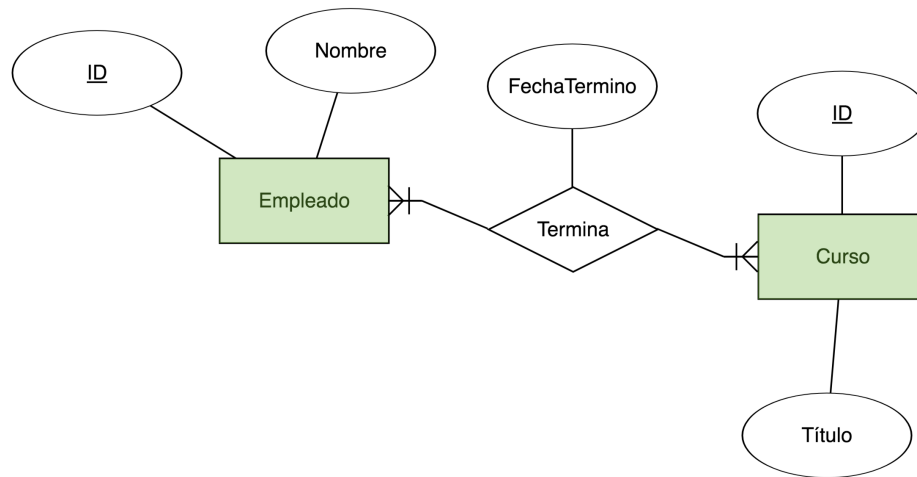 ID
Nombre
FechaTermino
ID
Empleado
Termina
Curso
Título